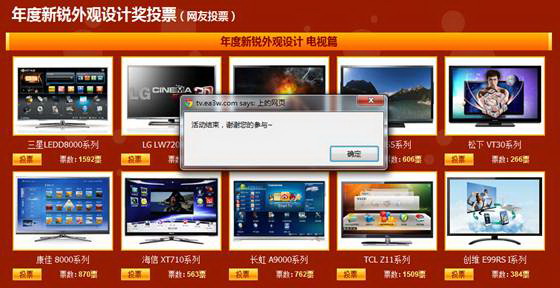 年度新锐外观设计奖投票（网友投票）
年度新锐外观设计 电视篇
LG CINEMA 3D
tv.ea3w.com says: 上的网页
活动结束，谢谢您的参与~
确定
三星LEDD8000系列
LG LW720
55系列
松下 VT30系列
投票 票数:1592票
投票
606票
投票 票数:266票
康佳 8000系列
海信 XT710系列
长虹 A9000系列
TCL Z11系列
创维 E99RS I系列
投票 票数:870票
投票 票数:563票
投票 票数:762票
投票 票数:1509票
投票 票数:384票